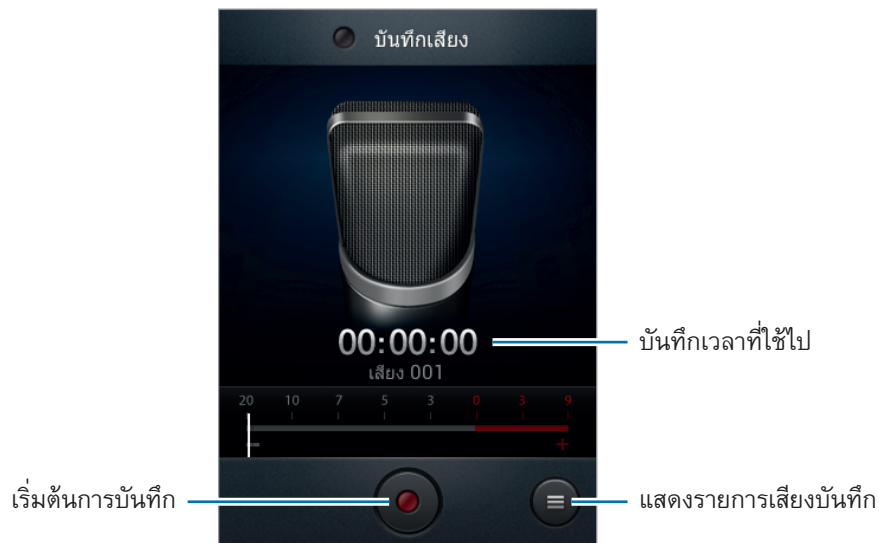 บันทึกเสียง
00:00:00
บันทึกเวลาที่ใช้ไป
เสียง 001
20 10 7 5 3 0 3 9
- +
เริ่มต้นการบันทึก
แสดงรายการเสียงบันทึก